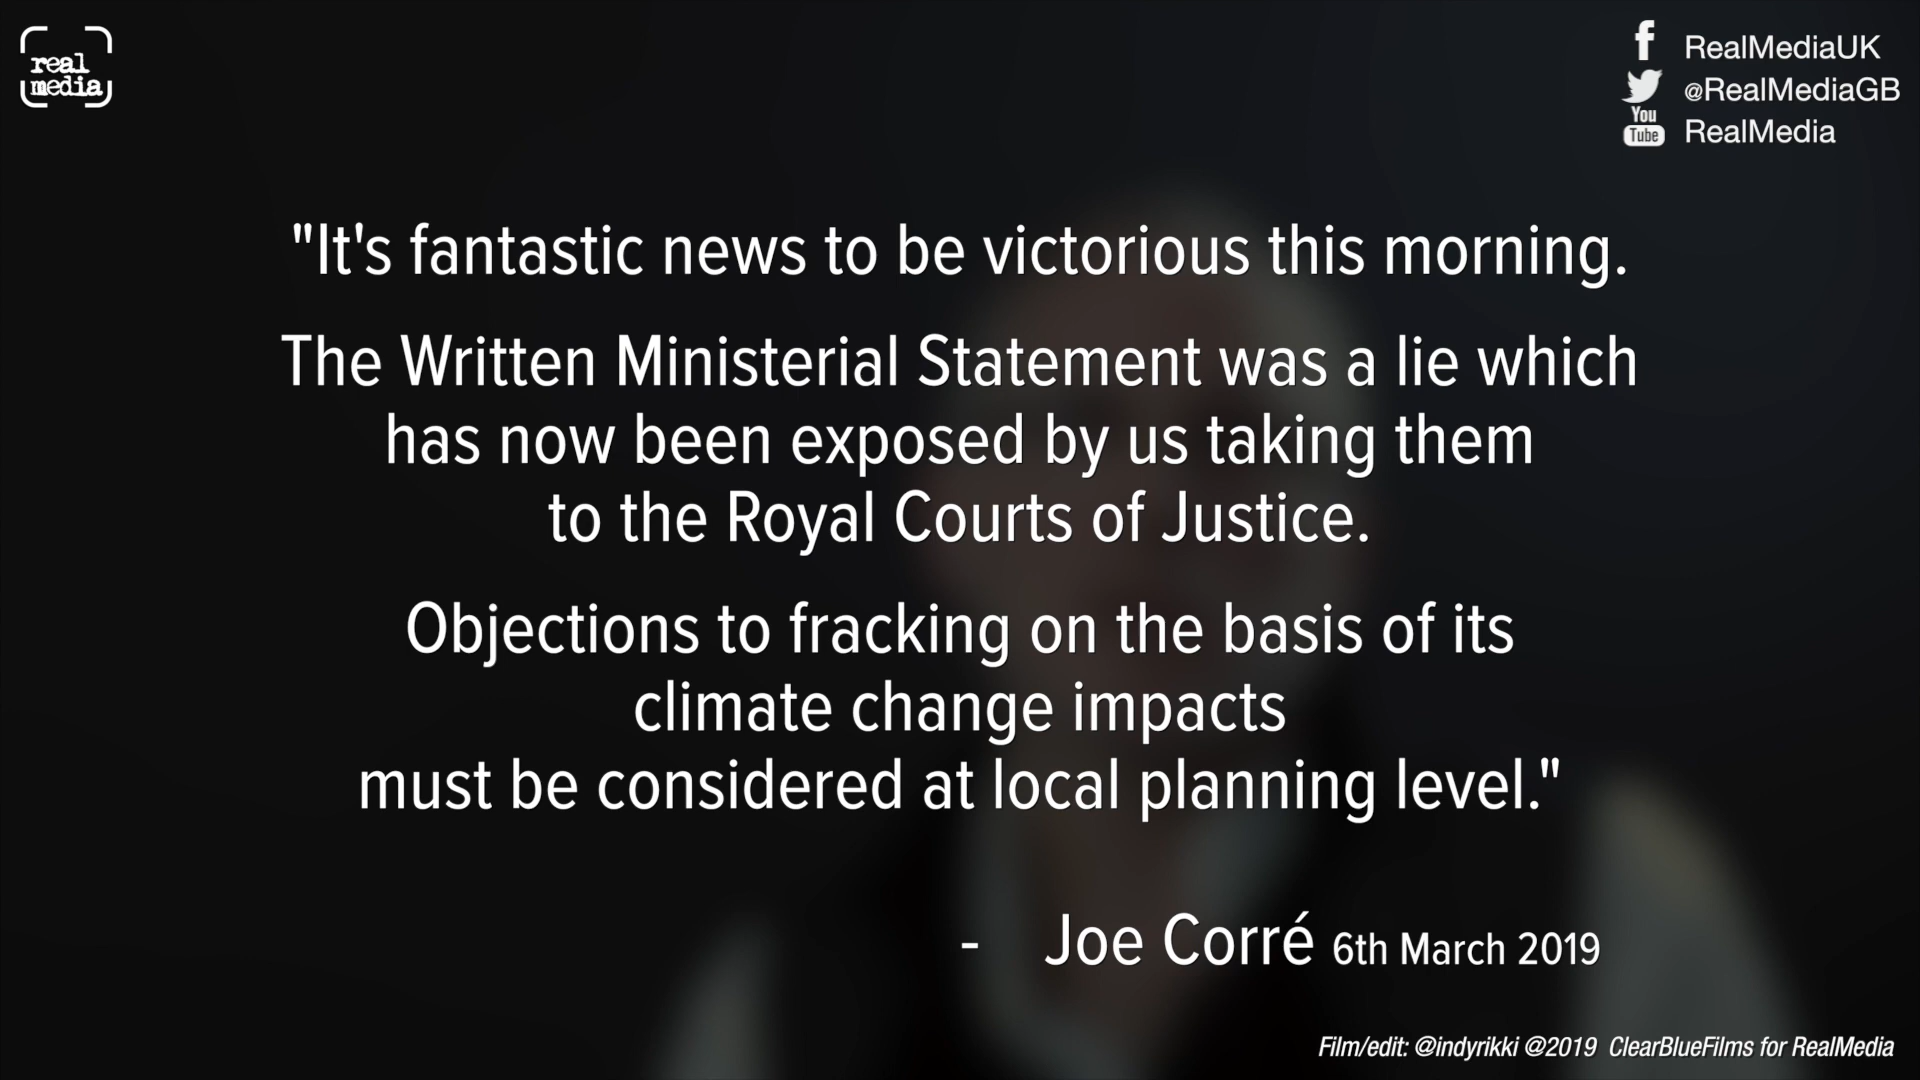 real
media
RealMediaUK
@RealMediaGB
You
Tube
RealMedia
"It's fantastic news to be victorious this morning.
The Written Ministerial Statement was a lie which
has now been exposed by us taking them
to the Royal Courts of Justice.
Objections to fracking on the basis of its
climate change impacts
must be considered at local planning level."
- Joe Corré 6th March 2019
Film/edit: @indyrikki @2019 ClearBlueFilms for RealMedia